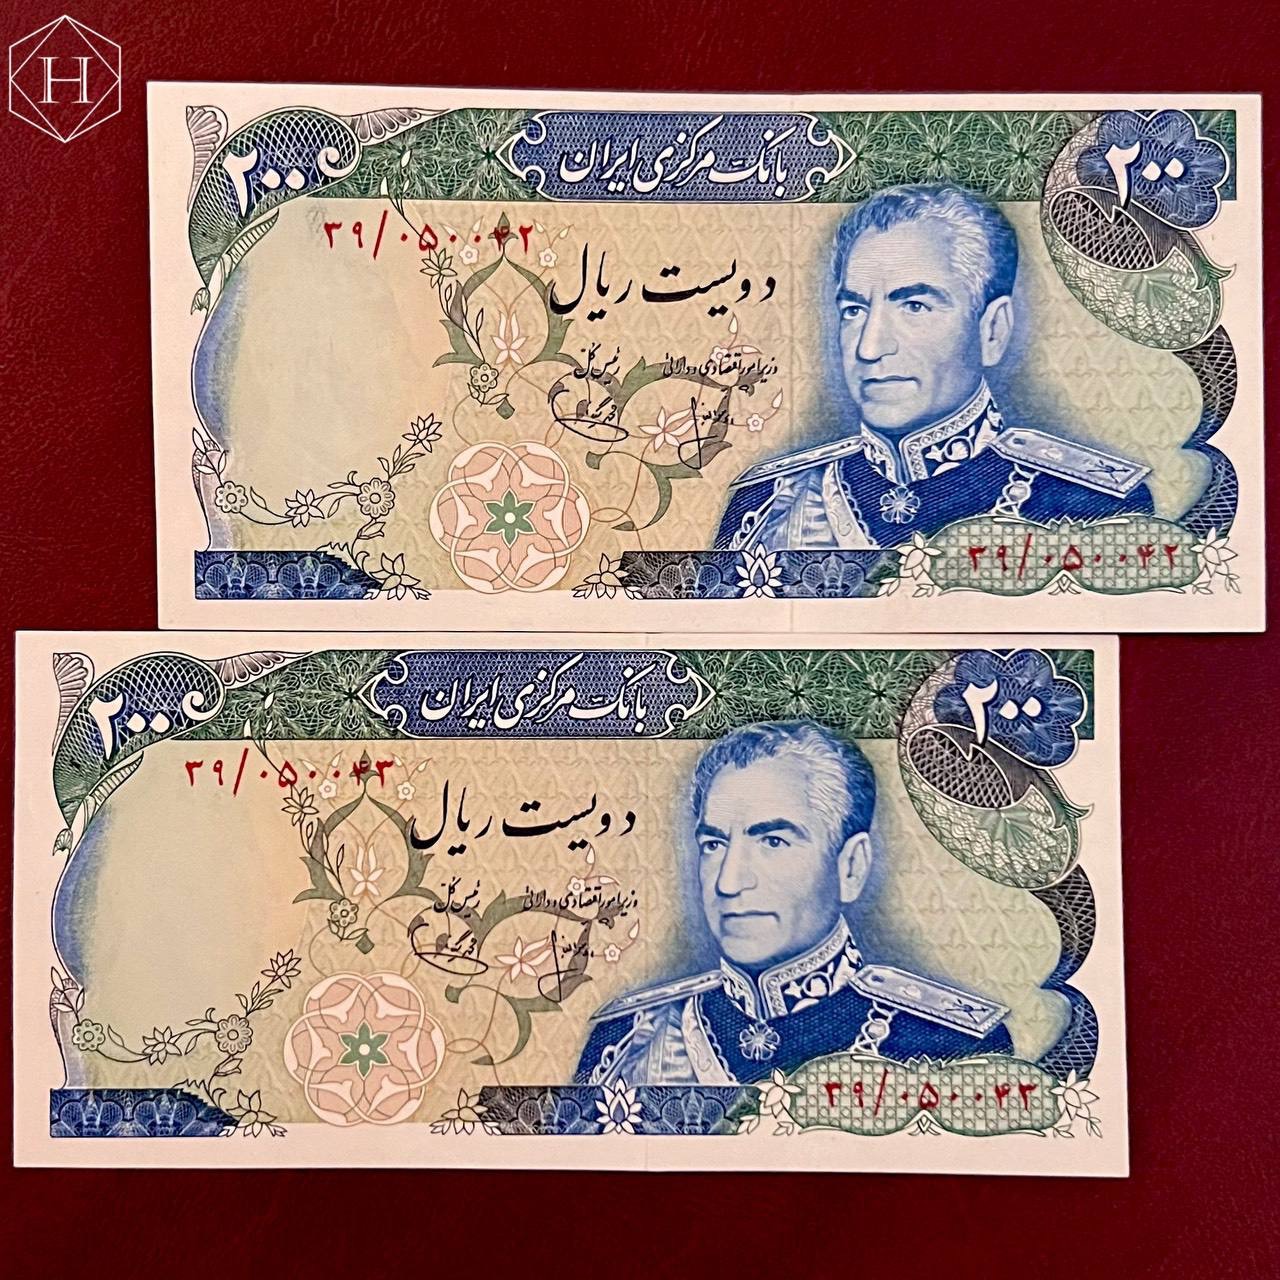 H
بانک مرکزی ایران
۲۰۰
۲۰۰
۳۹/۰۵۰۰۴۲
دویست ریال
وزیر امور اقتصادی و دارائی
رئیس کل
۳۹/۰۵۰۰۴۲
بانک مرکزی ایران
۲۰۰
۲۰۰
۳۹/۰۵۰۰۴۳
دویست ریال
وزیر امور اقتصادی و دارائی
رئیس کل
۳۹/۰۵۰۰۴۳